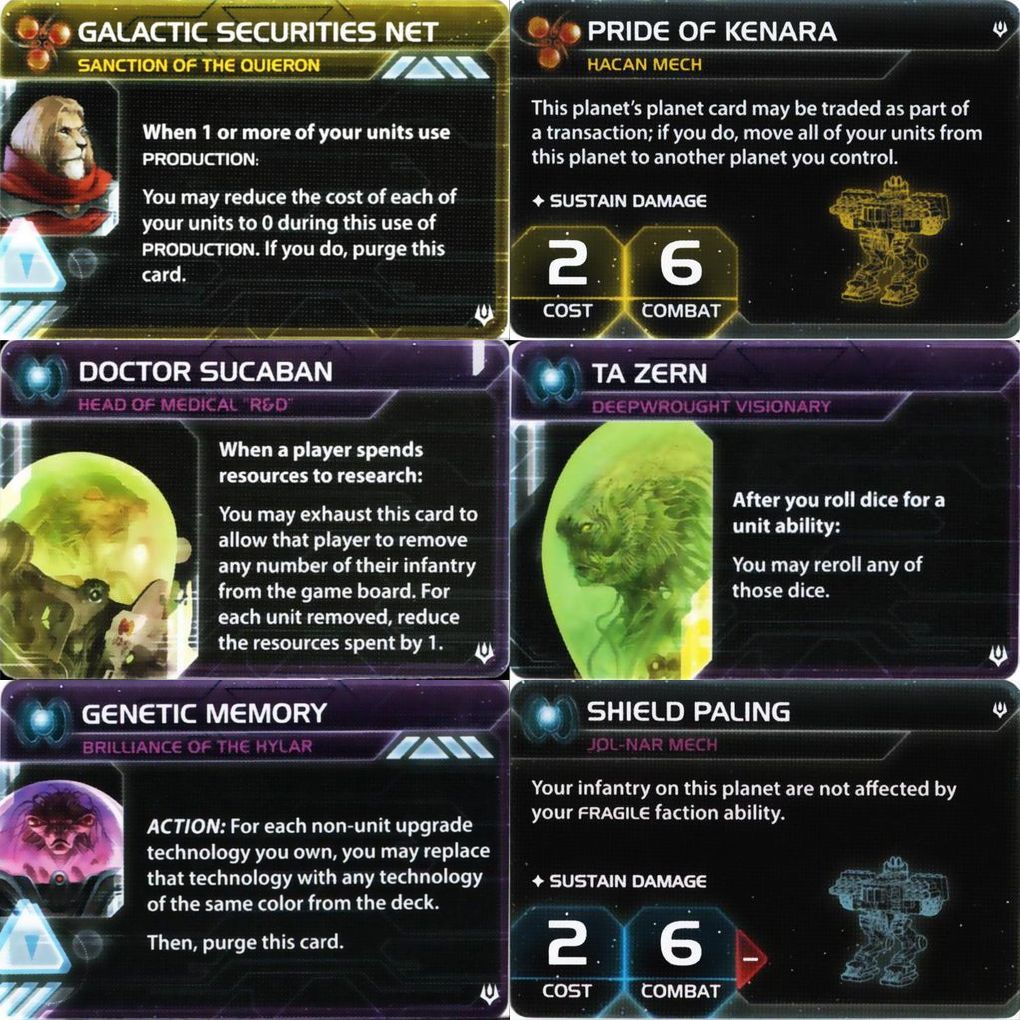 GALACTIC SECURITIES NET
SANCTION OF THE QUIERON
When 1 or more of your units use
PRODUCTION:
You may reduce the cost of each of
your units to 0 during this use of
PRODUCTION. If you do, purge this
card.
PRIDE OF KENARA
HACAN MECH
This planet's planet card may be traded as part of
a transaction; if you do, move all of your units from
this planet to another planet you control.
✦ SUSTAIN DAMAGE
2 6
COST COMBAT
DOCTOR SUCABAN
HEAD OF MEDICAL "R&D"
When a player spends
resources to research:
You may exhaust this card to
allow that player to remove
any number of their infantry
from the game board. For
each unit removed, reduce
the resources spent by 1.
TA ZERN
DEEPWROUGHT VISIONARY
After you roll dice for a
unit ability:
You may reroll any of
those dice.
GENETIC MEMORY
BRILLIANCE OF THE HYLAR
ACTION: For each non-unit upgrade
technology you own, you may replace
that technology with any technology
of the same color from the deck.
Then, purge this card.
SHIELD PALING
JOL-NAR MECH
Your infantry on this planet are not affected by
your FRAGILE faction ability.
✦ SUSTAIN DAMAGE
2 6 –
COST COMBAT